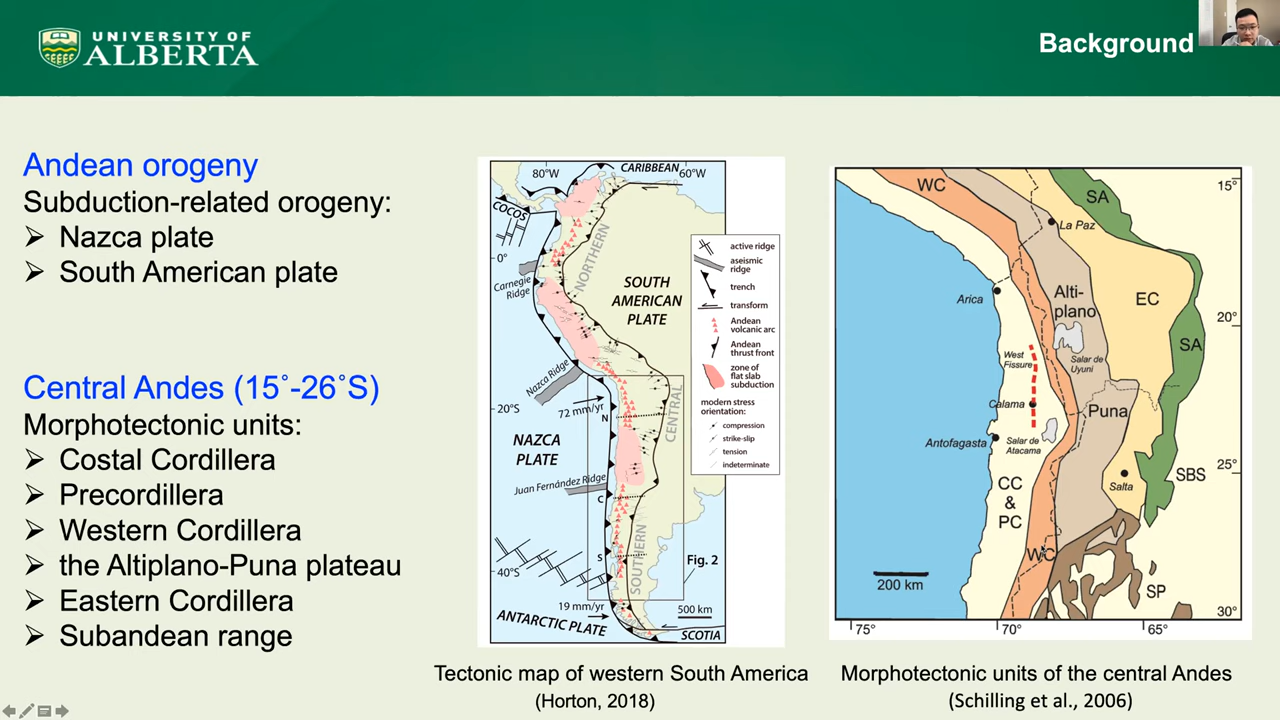 UNIVERSITY OF
ALBERTA
Background
Andean orogeny
Subduction-related orogeny:
➢ Nazca plate
➢ South American plate
Central Andes (15˚-26˚S)
Morphotectonic units:
➢ Costal Cordillera
➢ Precordillera
➢ Western Cordillera
➢ the Altiplano-Puna plateau
➢ Eastern Cordillera
➢ Subandean range
80°W
CARIBBEAN
60°W
COCOS
0°
NORTHERN
Carnegie
Ridge
SOUTH
AMERICAN
PLATE
Nazca Ridge
20°S
72 mm/yr
N
CENTRAL
NAZCA
PLATE
Juan Fernández Ridge
C
S
SOUTHERN
Fig. 2
40°S
19 mm/yr
500 km
ANTARCTIC PLATE
SCOTIA
active ridge
aseismic
ridge
trench
transform
Andean
volcanic arc
Andean
thrust front
zone of
flat slab
subduction
modern stress
orientation:
compression
strike-slip
tension
indeterminate
Tectonic map of western South America
(Horton, 2018)
WC
15°
SA
La Paz
Arica
Alti-
plano
EC
20°
SA
West
Fissure
Salar de
Uyuni
Calama
Puna
Antofagasta
Salar de
Atacama
25°
SBS
Salta
CC
&
PC
WC
200 km
SP
30°
75°
70°
65°
Morphotectonic units of the central Andes
(Schilling et al., 2006)